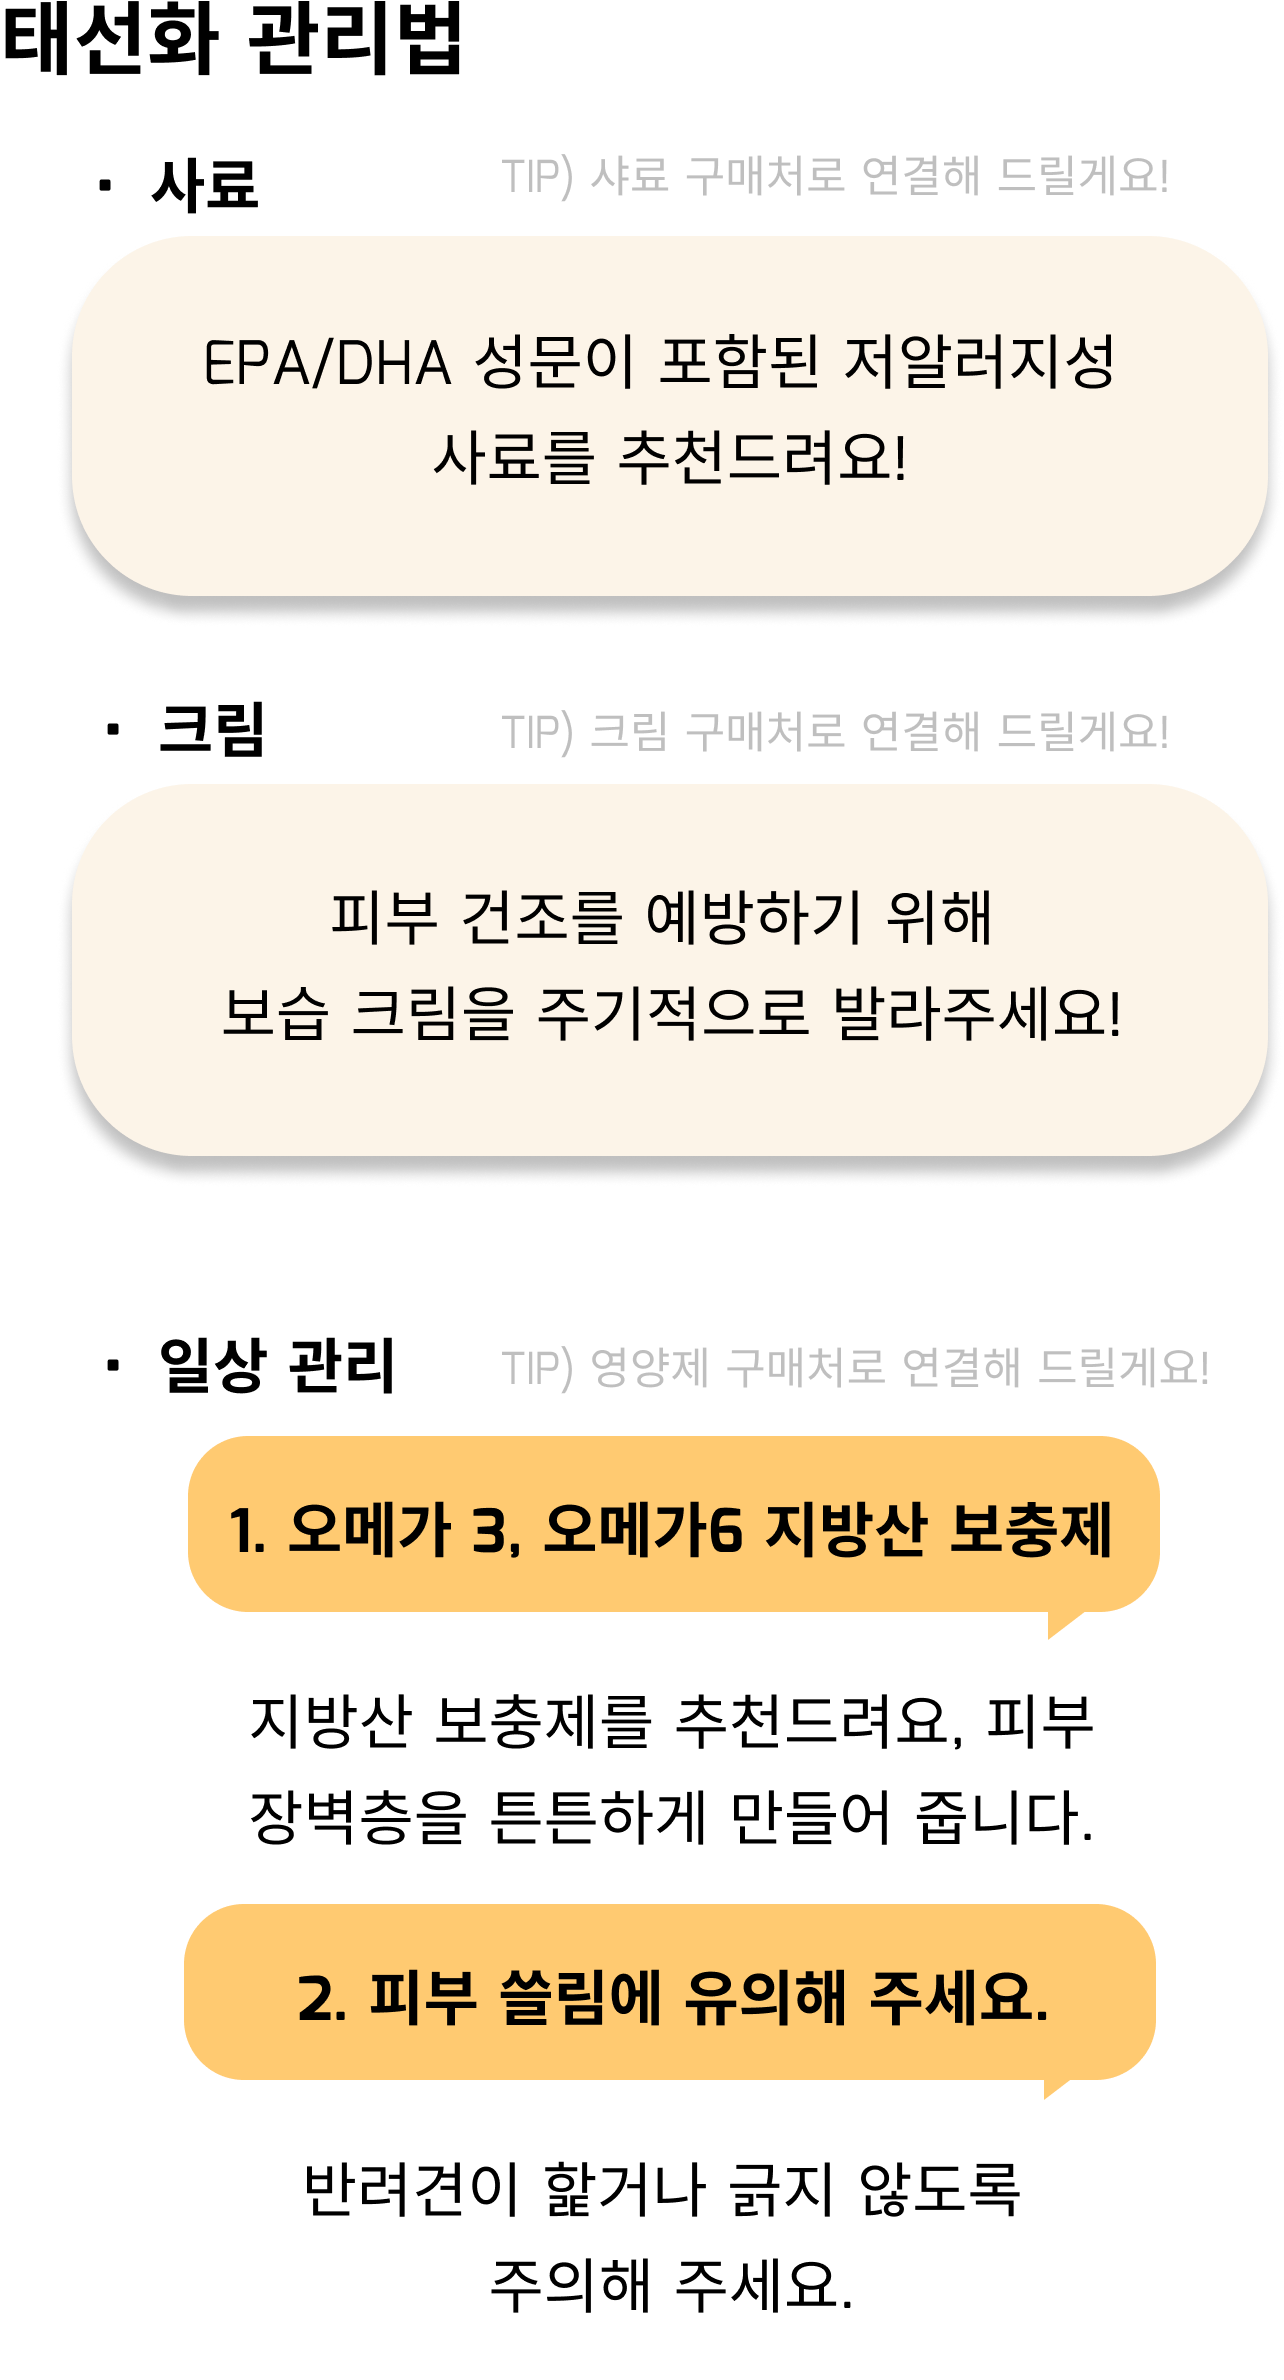 태선화 관리법
· 사료
TIP) 샤료 구매처로 연결해 드릴게요!
EPA/DHA 성문이 포함된 저알러지성
사료를 추천드려요!
· 크림
TIP) 크림 구매처로 연결해 드릴게요!
피부 건조를 예방하기 위해
보습 크림을 주기적으로 발라주세요!
· 일상 관리
TIP) 영양제 구매처로 연결해 드릴게요!
1. 오메가 3, 오메가6 지방산 보충제
지방산 보충제를 추천드려요, 피부
장벽층을 튼튼하게 만들어 줍니다.
2. 피부 쓸림에 유의해 주세요.
반려견이 핥거나 긁지 않도록
주의해 주세요.